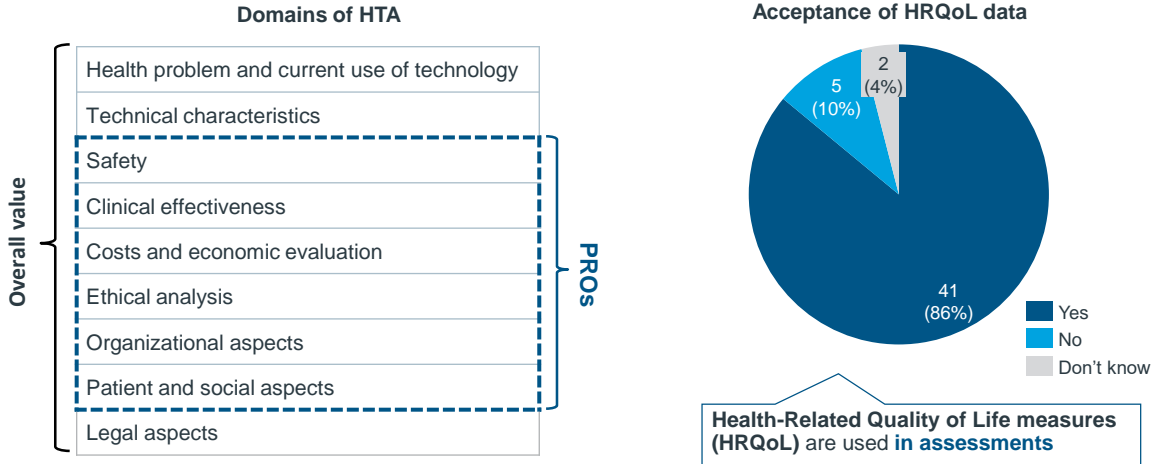 Domains of HTA
Overall value
Health problem and current use of technology
Technical characteristics
Safety
Clinical effectiveness
Costs and economic evaluation
Ethical analysis
Organizational aspects
Patient and social aspects
Legal aspects
PROs
Acceptance of HRQoL data
2
(4%)
5
(10%)
41
(86%)
Yes
No
Don't know
Health-Related Quality of Life measures
(HRQoL) are used in assessments